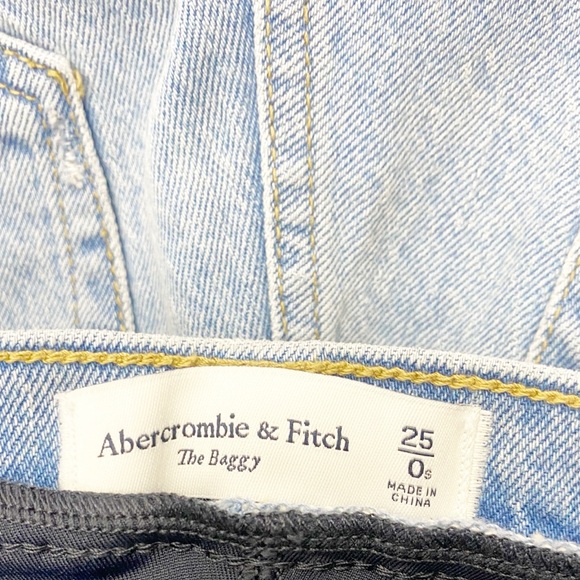 Abercrombie & Fitch
The Baggy
25
0s
MADE IN
CHINA